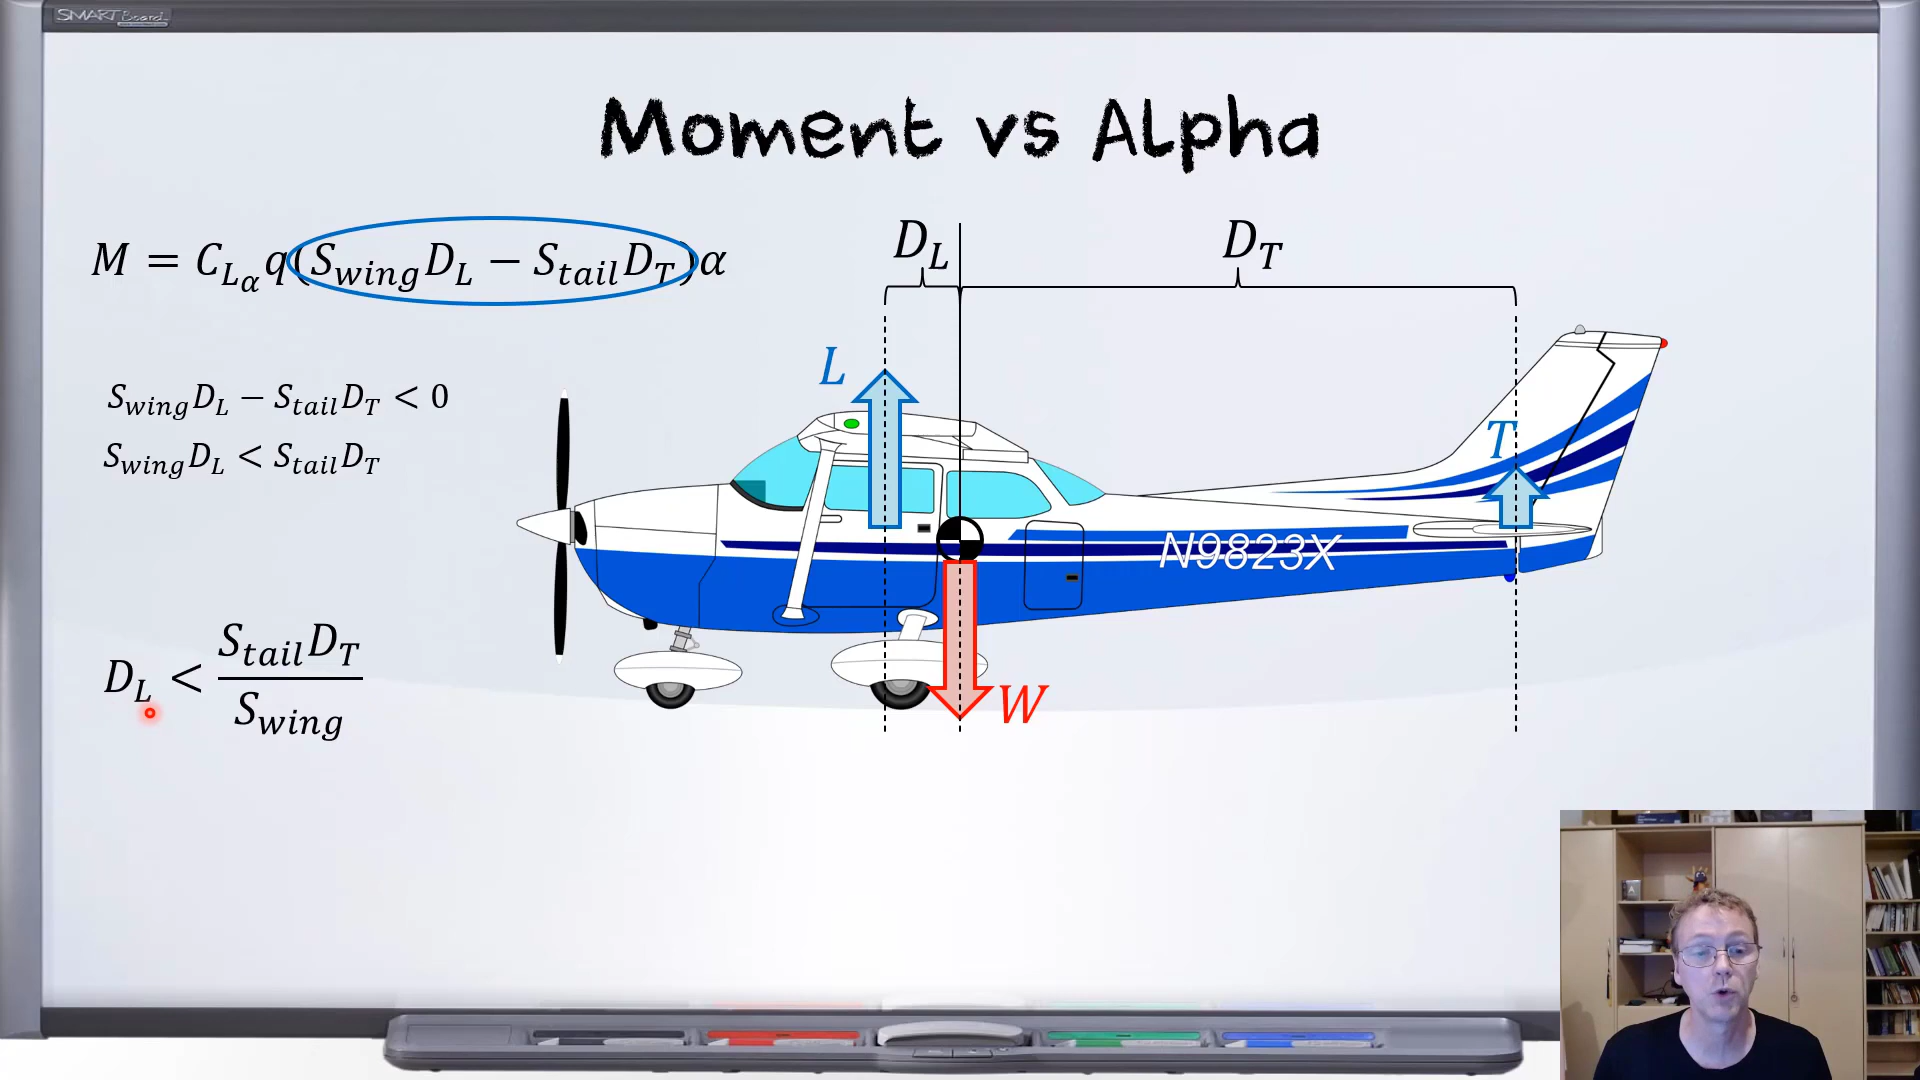 SMART Board
Moment vs Alpha
M = C_{L_α} q(S_{wing}D_L − S_{tail}D_T)α
S_{wing}D_L − S_{tail}D_T < 0
S_{wing}D_L < S_{tail}D_T
D_L < \frac{S_{tail}D_T}{S_{wing}}
D_L
D_T
L
T
N9823X
W